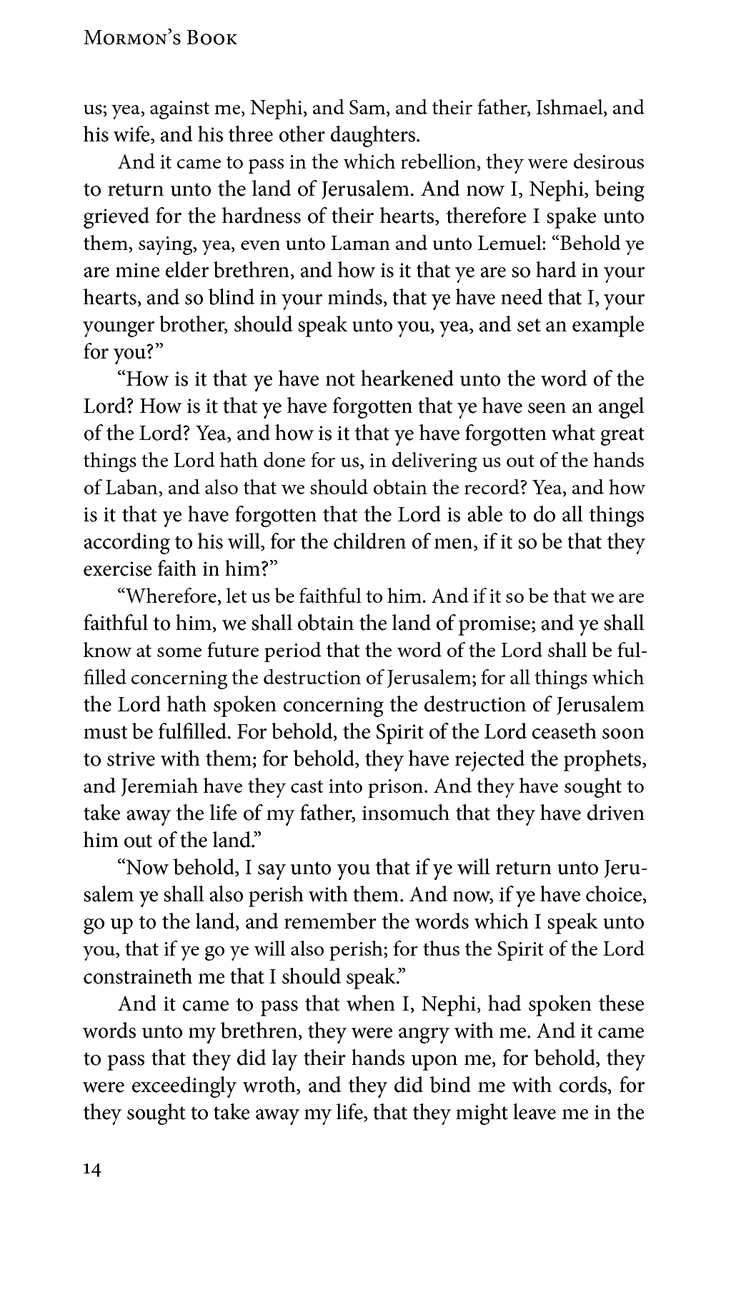 Mormon’s Book
us; yea, against me, Nephi, and Sam, and their father, Ishmael, and
his wife, and his three other daughters.
And it came to pass in the which rebellion, they were desirous
to return unto the land of Jerusalem. And now I, Nephi, being
grieved for the hardness of their hearts, therefore I spake unto
them, saying, yea, even unto Laman and unto Lemuel: “Behold ye
are mine elder brethren, and how is it that ye are so hard in your
hearts, and so blind in your minds, that ye have need that I, your
younger brother, should speak unto you, yea, and set an example
for you?”
“How is it that ye have not hearkened unto the word of the
Lord? How is it that ye have forgotten that ye have seen an angel
of the Lord? Yea, and how is it that ye have forgotten what great
things the Lord hath done for us, in delivering us out of the hands
of Laban, and also that we should obtain the record? Yea, and how
is it that ye have forgotten that the Lord is able to do all things
according to his will, for the children of men, if it so be that they
exercise faith in him?”
“Wherefore, let us be faithful to him. And if it so be that we are
faithful to him, we shall obtain the land of promise; and ye shall
know at some future period that the word of the Lord shall be ful-
filled concerning the destruction of Jerusalem; for all things which
the Lord hath spoken concerning the destruction of Jerusalem
must be fulfilled. For behold, the Spirit of the Lord ceaseth soon
to strive with them; for behold, they have rejected the prophets,
and Jeremiah have they cast into prison. And they have sought to
take away the life of my father, insomuch that they have driven
him out of the land.”
“Now behold, I say unto you that if ye will return unto Jeru-
salem ye shall also perish with them. And now, if ye have choice,
go up to the land, and remember the words which I speak unto
you, that if ye go ye will also perish; for thus the Spirit of the Lord
constraineth me that I should speak.”
And it came to pass that when I, Nephi, had spoken these
words unto my brethren, they were angry with me. And it came
to pass that they did lay their hands upon me, for behold, they
were exceedingly wroth, and they did bind me with cords, for
they sought to take away my life, that they might leave me in the
14